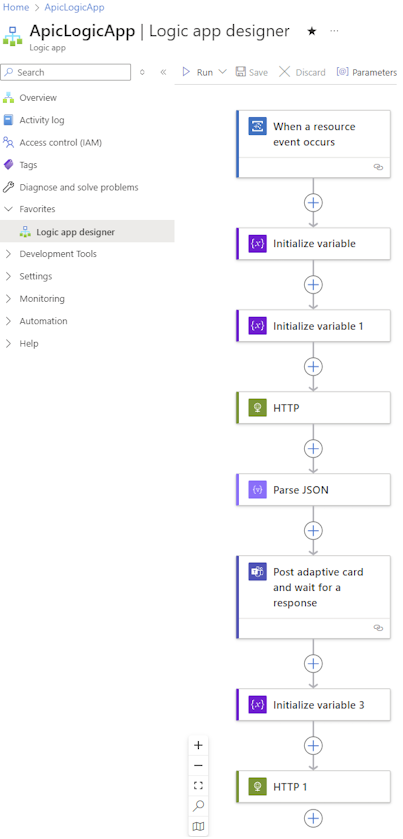 Home > ApicLogicApp
ApicLogicApp | Logic app designer ★ ...
Logic app
Search
Run
Save
Discard
[@] Parameters
Overview
Activity log
Access control (IAM)
Tags
Diagnose and solve problems
Favorites
Logic app designer
Development Tools
Settings
Monitoring
Automation
Help
When a resource
event occurs
Initialize variable
Initialize variable 1
HTTP
Parse JSON
Post adaptive card
and wait for a
response
Initialize variable 3
HTTP 1